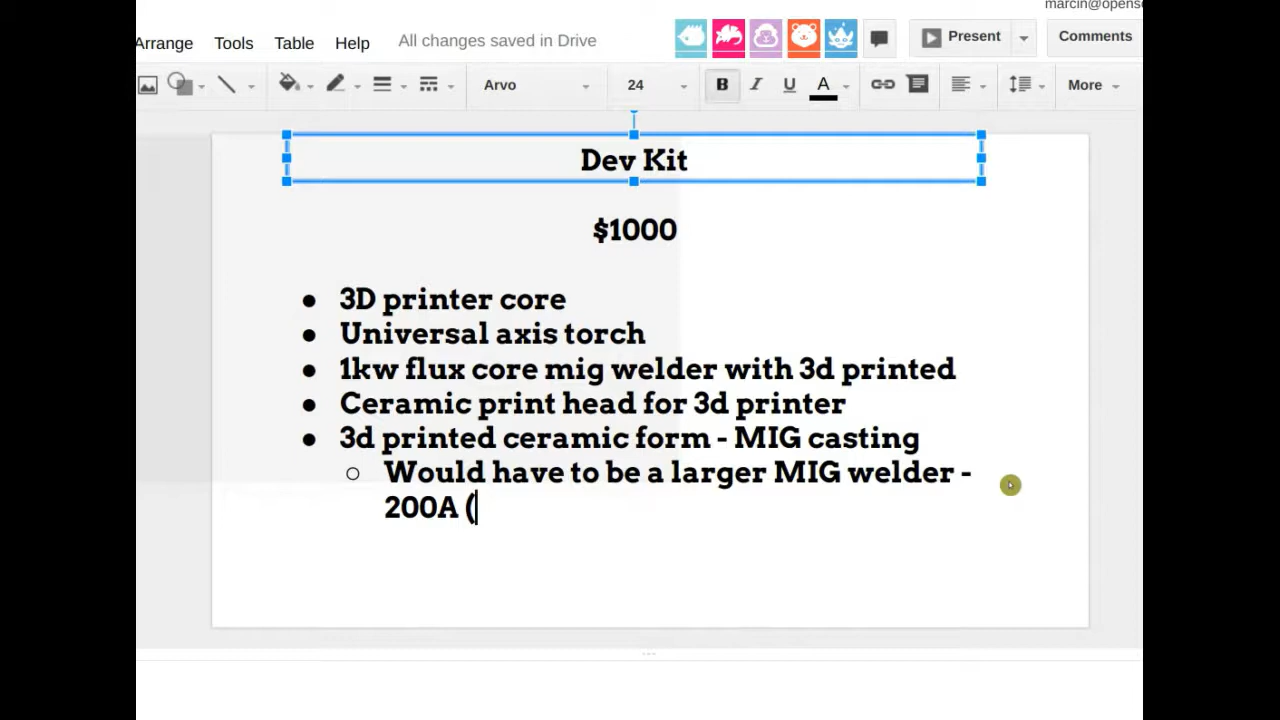 marcin@opens
Arrange Tools Table Help All changes saved in Drive Present Comments
Arvo 24 B I U A More
Dev Kit
$1000
● 3D printer core
● Universal axis torch
● 1kw flux core mig welder with 3d printed
● Ceramic print head for 3d printer
● 3d printed ceramic form - MIG casting
○ Would have to be a larger MIG welder -
200A (